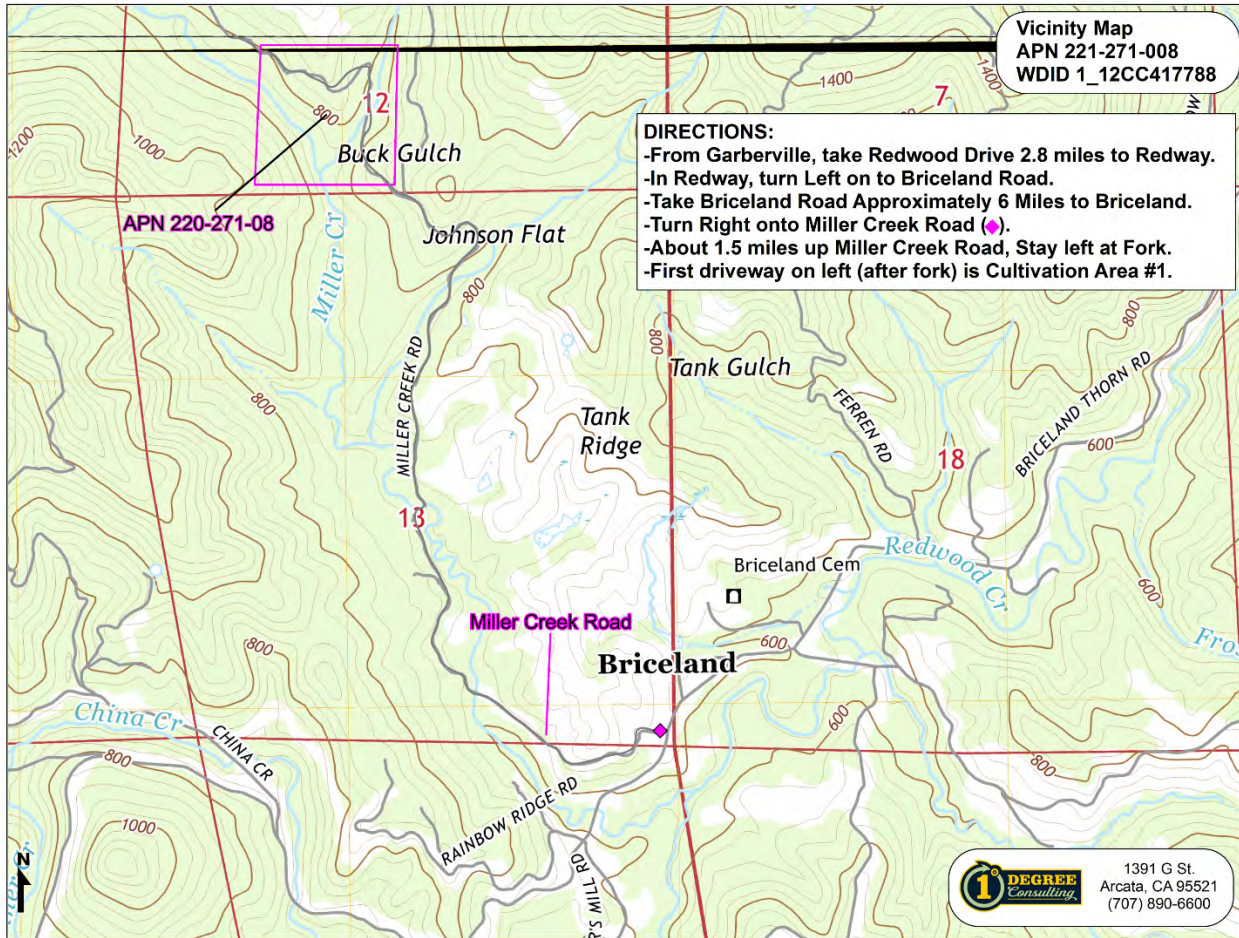 Vicinity Map
APN 221-271-008
WDID 1_12CC417788
DIRECTIONS:
-From Garberville, take Redwood Drive 2.8 miles to Redway.
-In Redway, turn Left on to Briceland Road.
-Take Briceland Road Approximately 6 Miles to Briceland.
-Turn Right onto Miller Creek Road (◆).
-About 1.5 miles up Miller Creek Road, Stay left at Fork.
-First driveway on left (after fork) is Cultivation Area #1.
1400
1400
7
12
800
1000
-1200
Buck Gulch
APN 220-271-08
Miller Cr
Johnson Flat
800
800
800
MILLER CREEK RD
Tank Gulch
Tank
Ridge
FERREN RD
BRICELAND THORN RD
600
800
18
13
Redwood Cr
Briceland Cem
600
Miller Creek Road
Briceland
600
800
China Cr
CHINA CR
800
600
800
RAINBOW RIDGE RD
1000
N
1°
DEGREE
Consulting
1391 G St.
Arcata, CA 95521
(707) 890-6600